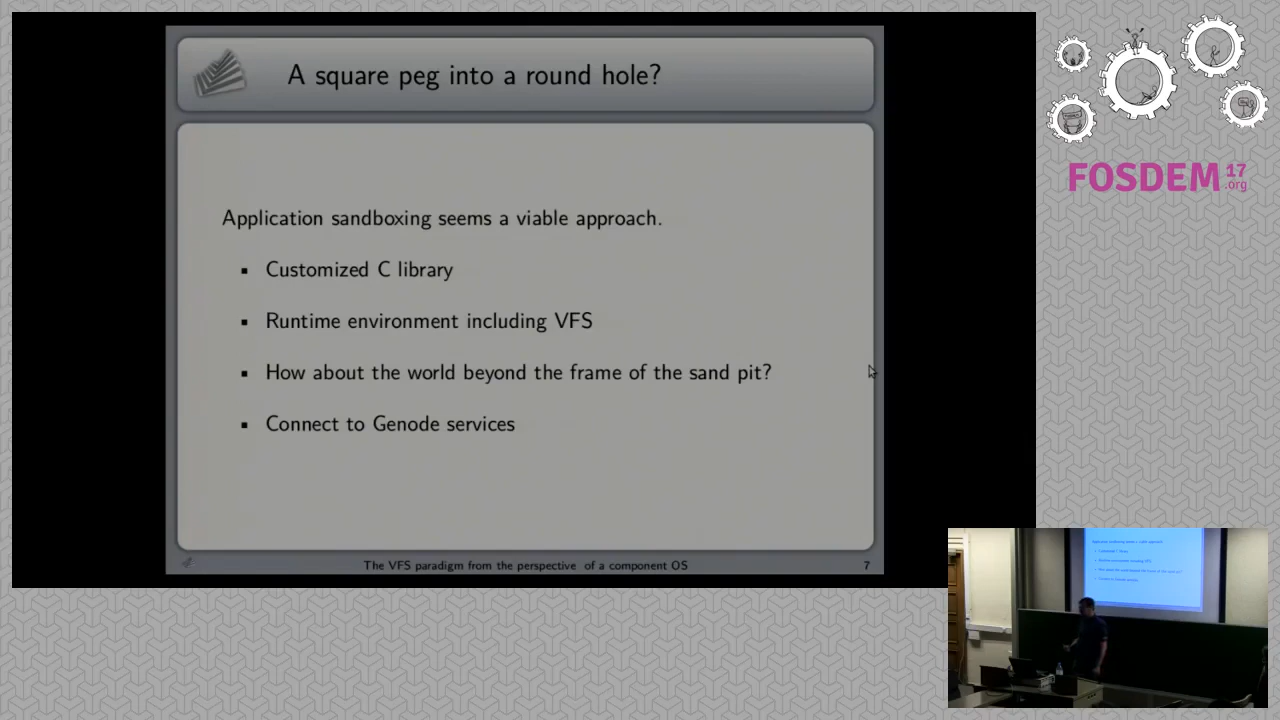 A square peg into a round hole?
Application sandboxing seems a viable approach.
▪ Customized C library
▪ Runtime environment including VFS
▪ How about the world beyond the frame of the sand pit?
▪ Connect to Genode services
The VFS paradigm from the perspective of a component OS
7
FOSDEM 17
.org